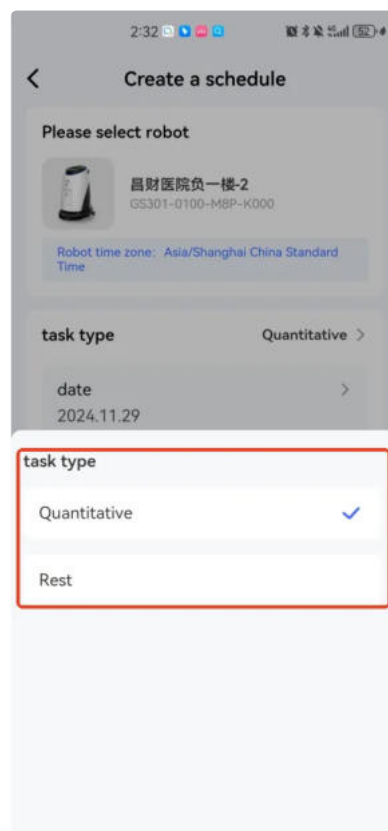 2:32
52
Create a schedule
Please select robot
昌财医院负一楼-2
GS301-0100-M8P-K000
Robot time zone: Asia/Shanghai China Standard
Time
task type
Quantitative
date
2024.11.29
task type
Quantitative
Rest